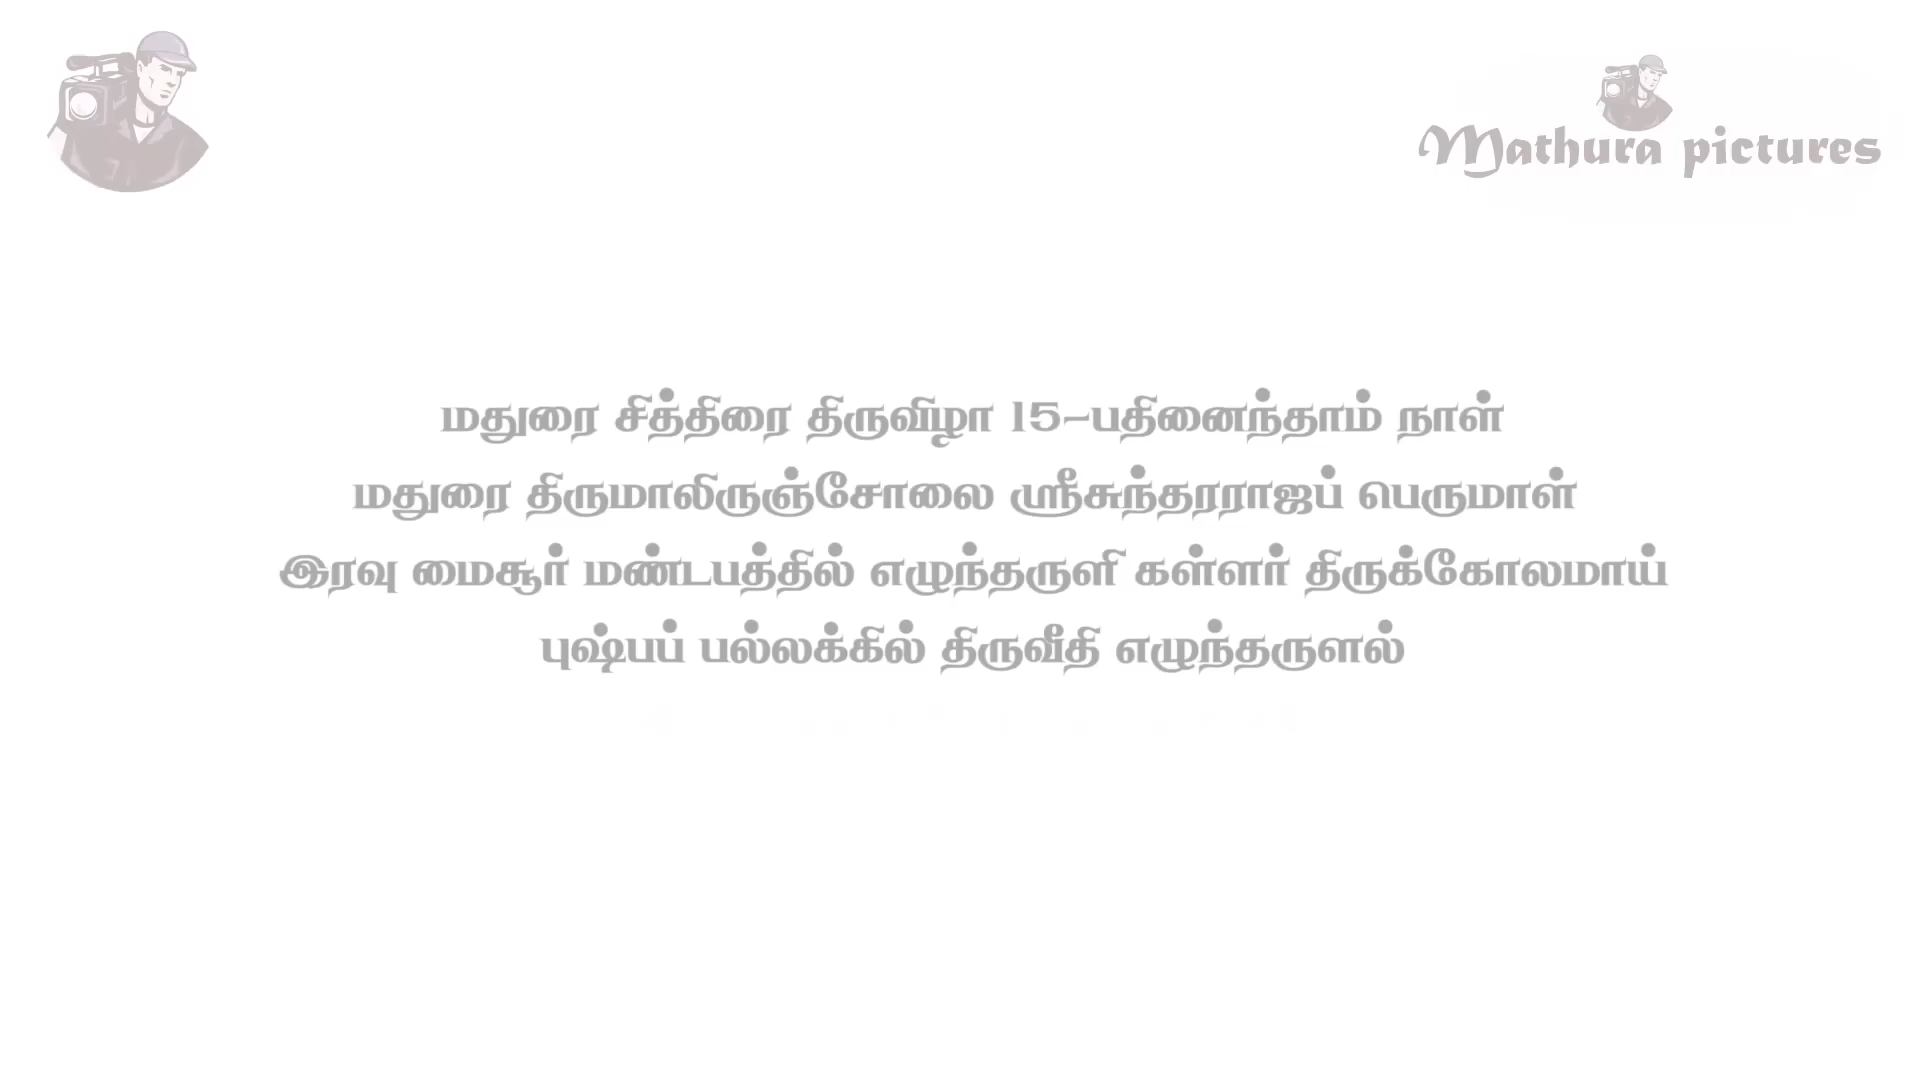 Mathura pictures
மதுரை சித்திரை திருவிழா 15-பதினைந்தாம் நாள்
மதுரை திருமாலிருஞ்சோலை ஸ்ரீசுந்தரராஜப் பெருமாள்
இரவு மைசூர் மண்டபத்தில் எழுந்தருளி கள்ளர் திருக்கோலமாய்
புஷ்பப் பல்லக்கில் திருவீதி எழுந்தருளல்